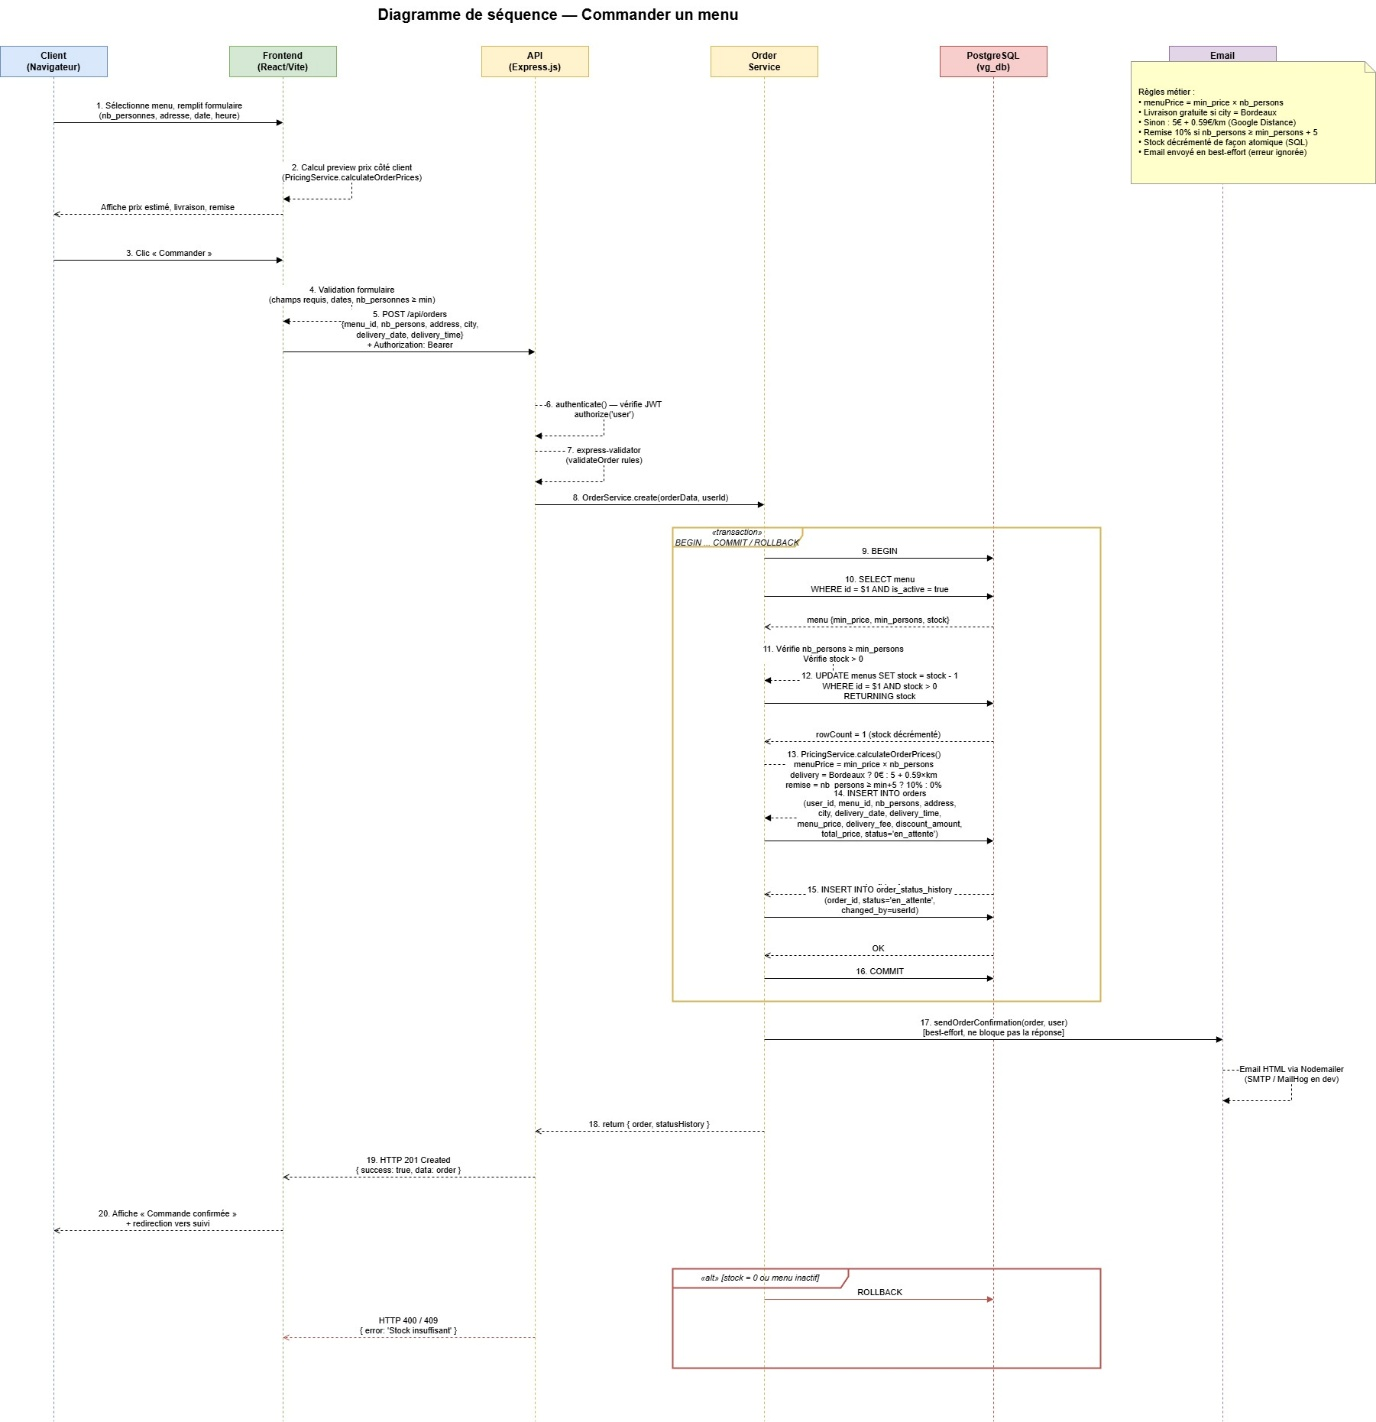 Diagramme de séquence — Commander un menu
Client
(Navigateur)
Frontend
(React/Vite)
API
(Express.js)
Order
Service
PostgreSQL
(vg_db)
Email
Règles métier :
• menuPrice = min_price × nb_persons
• Livraison gratuite si city = Bordeaux
• Sinon : 5€ + 0.59€/km (Google Distance)
• Remise 10% si nb_persons ≥ min_persons + 5
• Stock décrémenté de façon atomique (SQL)
• Email envoyé en best-effort (erreur ignorée)
1. Sélectionne menu, remplit formulaire
(nb_personnes, adresse, date, heure)
2. Calcul preview prix côté client
(PricingService.calculateOrderPrices)
Affiche prix estimé, livraison, remise
3. Clic « Commander »
4. Validation formulaire
(champs requis, dates, nb_personnes ≥ min)
5. POST /api/orders
{menu_id, nb_persons, address, city,
delivery_date, delivery_time}
+ Authorization: Bearer
6. authenticate() — vérifie JWT
authorize('user')
7. express-validator
(validateOrder rules)
8. OrderService.create(orderData, userId)
«transaction»
BEGIN ... COMMIT / ROLLBACK
9. BEGIN
10. SELECT menu
WHERE id = $1 AND is_active = true
menu {min_price, min_persons, stock}
11. Vérifie nb_persons ≥ min_persons
Vérifie stock > 0
12. UPDATE menus SET stock = stock - 1
WHERE id = $1 AND stock > 0
RETURNING stock
rowCount = 1 (stock décrémenté)
13. PricingService.calculateOrderPrices()
menuPrice = min_price × nb_persons
delivery = Bordeaux ? 0€ : 5 + 0.59×km
remise = nb_persons ≥ min+5 ? 10% : 0%
14. INSERT INTO orders
(user_id, menu_id, nb_persons, address,
city, delivery_date, delivery_time,
menu_price, delivery_fee, discount_amount,
total_price, status='en_attente')
15. INSERT INTO order_status_history
(order_id, status='en_attente',
changed_by=userId)
OK
16. COMMIT
17. sendOrderConfirmation(order, user)
[best-effort, ne bloque pas la réponse]
Email HTML via Nodemailer
(SMTP / MailHog en dev)
18. return { order, statusHistory }
19. HTTP 201 Created
{ success: true, data: order }
20. Affiche « Commande confirmée »
+ redirection vers suivi
«alt» [stock = 0 ou menu inactif]
ROLLBACK
HTTP 400 / 409
{ error: 'Stock insuffisant' }